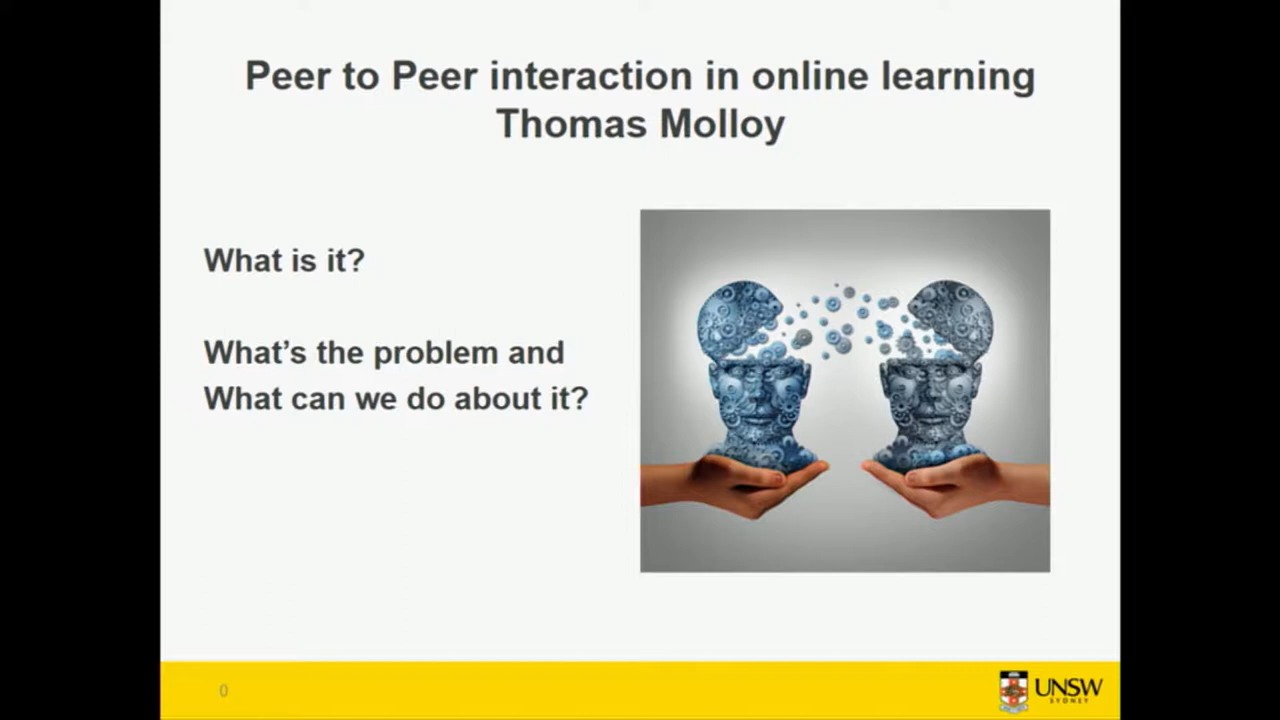 Peer to Peer interaction in online learning
Thomas Molloy
What is it?
What's the problem and
What can we do about it?
0
UNSW
SYDNEY